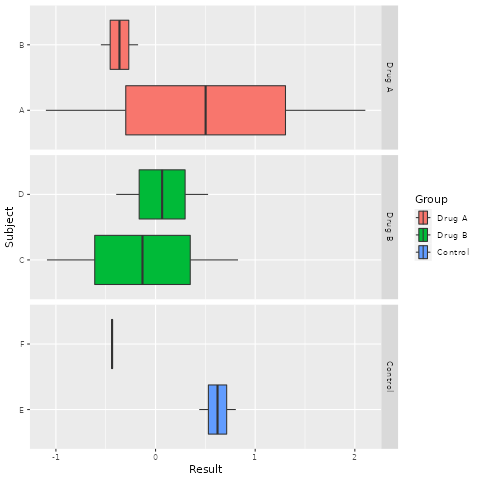 B
A
Drug A
D
C
Drug B
F
E
Control
-1 0 1 2
Result
Subject
Group
Drug A
Drug B
Control